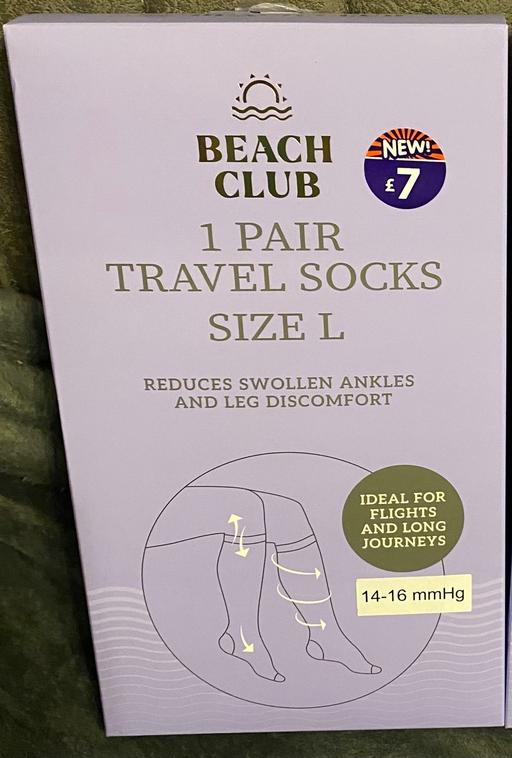 BEACH
CLUB
NEW!
£7
1 PAIR
TRAVEL SOCKS
SIZE L
REDUCES SWOLLEN ANKLES
AND LEG DISCOMFORT
IDEAL FOR
FLIGHTS
AND LONG
JOURNEYS
14-16 mmHg